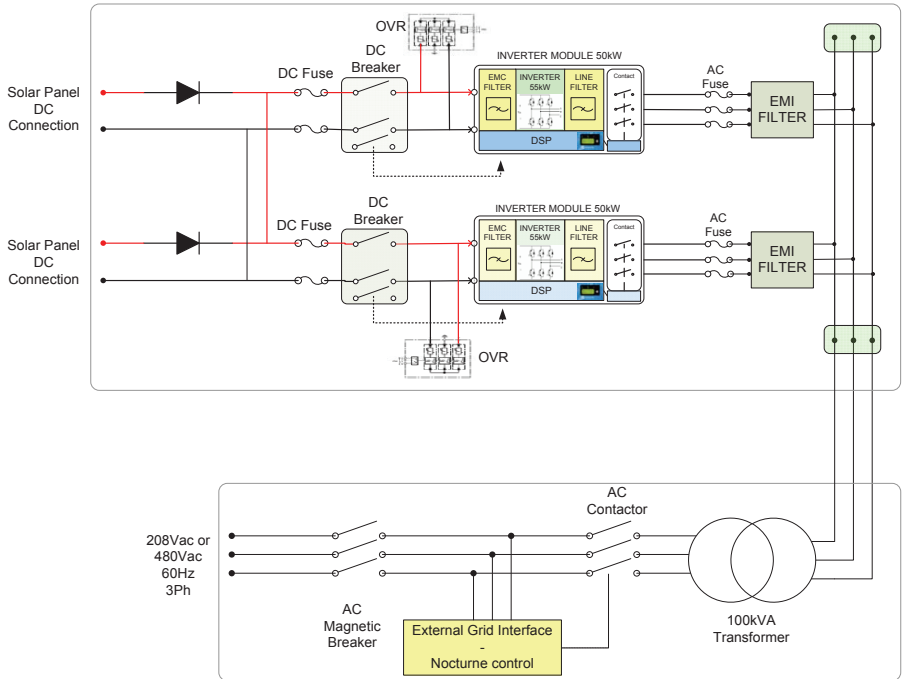 OVR
DC
Breaker
DC Fuse
INVERTER MODULE 50kW
EMC
FILTER
INVERTER
55kW
LINE
FILTER
Contact
DSP
AC
Fuse
EMI
FILTER
Solar Panel
DC
Connection
DC
Breaker
DC Fuse
INVERTER MODULE 50kW
EMC
FILTER
INVERTER
55kW
LINE
FILTER
Contact
DSP
AC
Fuse
EMI
FILTER
Solar Panel
DC
Connection
OVR
AC
Contactor
208Vac or
480Vac
60Hz
3Ph
AC
Magnetic
Breaker
External Grid Interface
-
Nocturne control
100kVA
Transformer